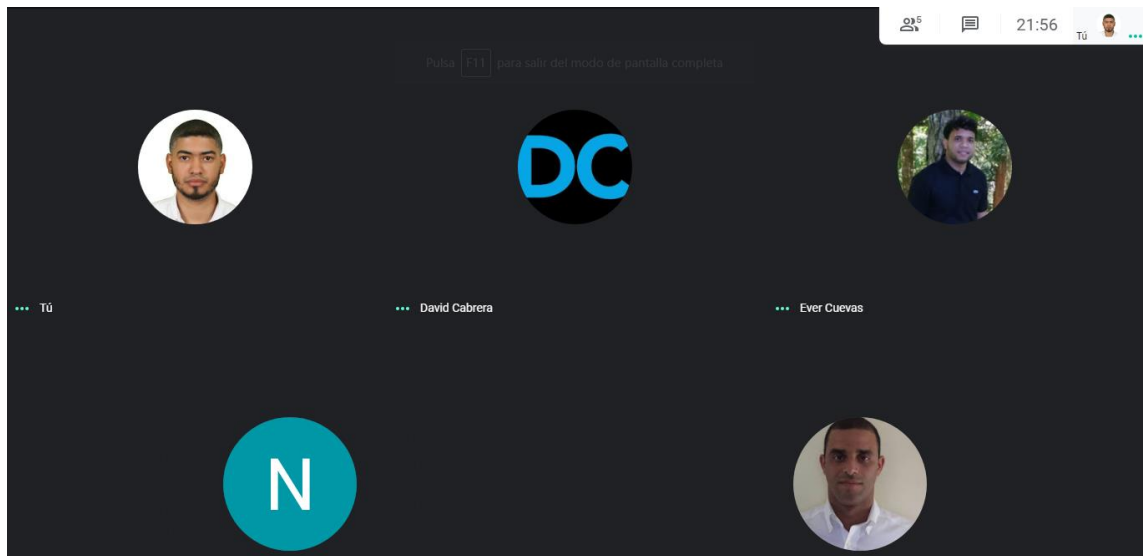 5
21:56
Tú
Pulsa F11 para salir del modo de pantalla completa
DC
Tú
David Cabrera
Ever Cuevas
N